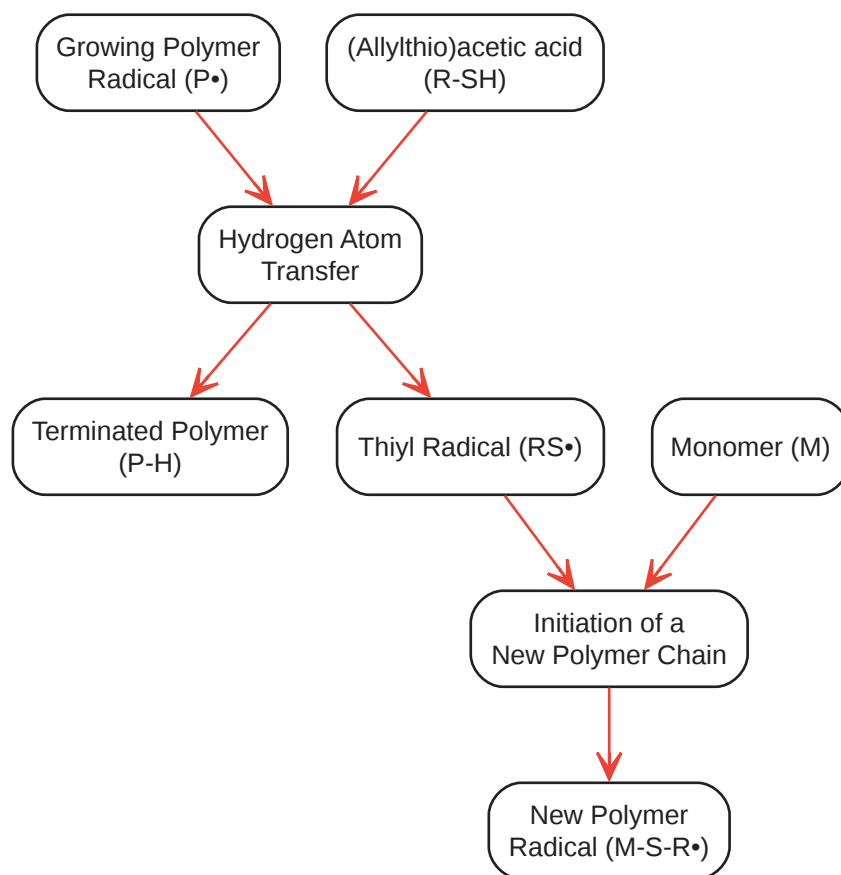 Growing Polymer
Radical (P•)
(Allylthio)acetic acid
(R-SH)
Hydrogen Atom
Transfer
Terminated Polymer
(P-H)
Thiyl Radical (RS•)
Monomer (M)
Initiation of a
New Polymer Chain
New Polymer
Radical (M-S-R•)